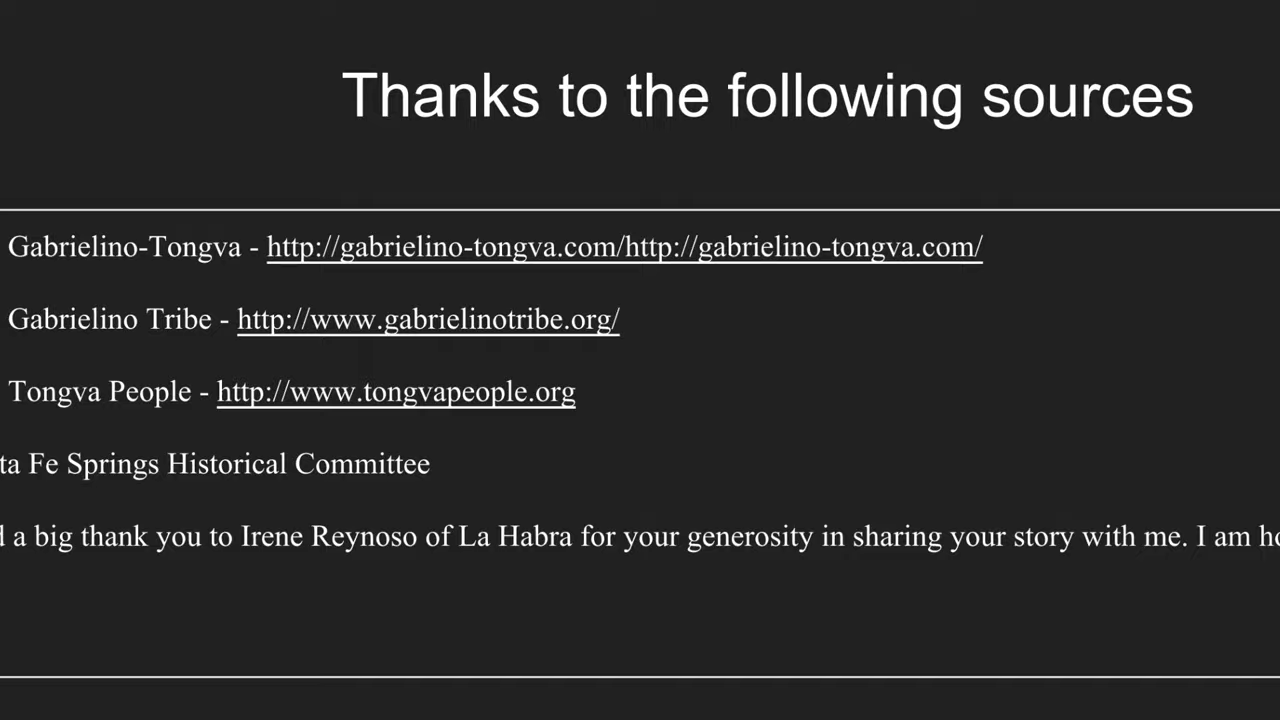 Thanks to the following sources
Gabrielino-Tongva - http://gabrielino-tongva.com/http://gabrielino-tongva.com/
Gabrielino Tribe - http://www.gabrielinotribe.org/
Tongva People - http://www.tongvapeople.org
Fe Springs Historical Committee
a big thank you to Irene Reynoso of La Habra for your generosity in sharing your story with me. I am